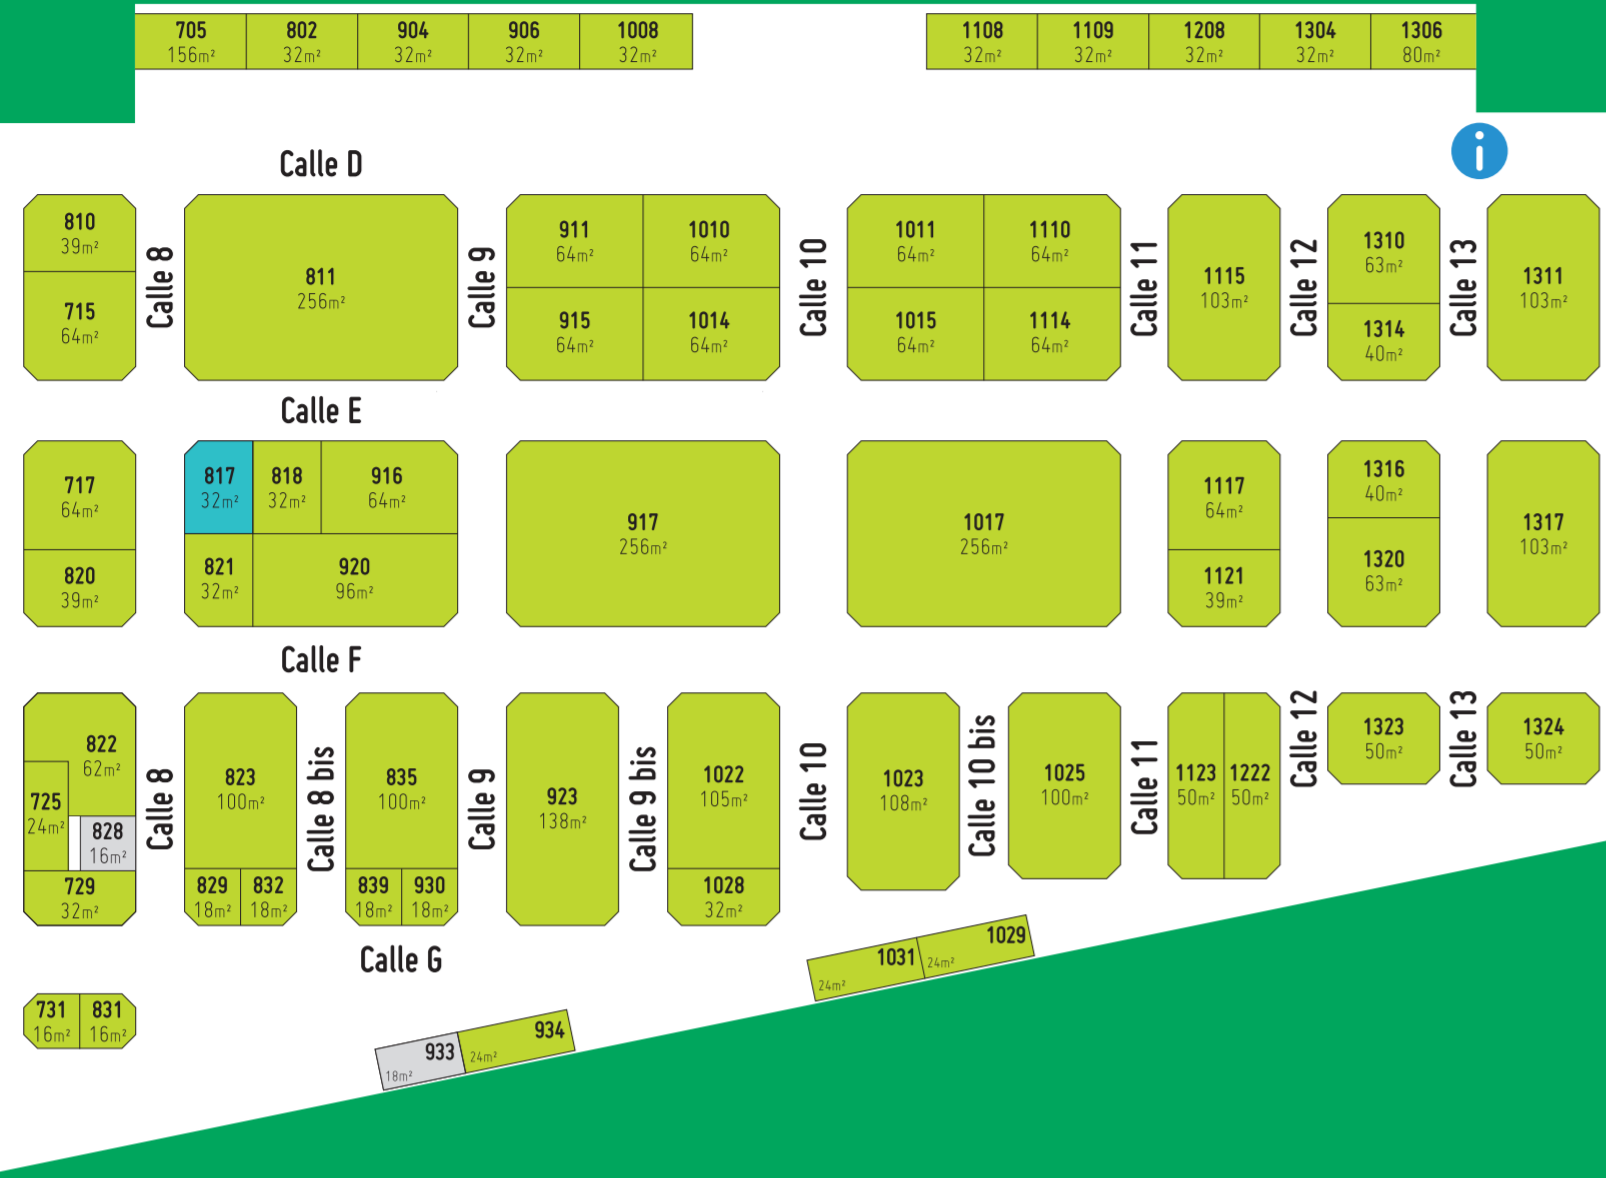 705
156m²
802
32m²
904
32m²
906
32m²
1008
32m²
1108
32m²
1109
32m²
1208
32m²
1304
32m²
1306
80m²
i
Calle D
810
39m²
715
64m²
Calle 8
811
256m²
Calle 9
911
64m²
1010
64m²
915
64m²
1014
64m²
Calle 10
1011
64m²
1110
64m²
1015
64m²
1114
64m²
Calle 11
1115
103m²
Calle 12
1310
63m²
1314
40m²
Calle 13
1311
103m²
Calle E
717
64m²
820
39m²
817
32m²
818
32m²
916
64m²
821
32m²
920
96m²
917
256m²
1017
256m²
1117
64m²
1121
39m²
1316
40m²
1320
63m²
1317
103m²
Calle F
822
62m²
725
24m²
828
16m²
729
32m²
Calle 8
823
100m²
829
18m²
832
18m²
Calle 8 bis
835
100m²
839
18m²
930
18m²
Calle 9
923
138m²
Calle 9 bis
1022
105m²
1028
32m²
Calle 10
1023
108m²
Calle 10 bis
1025
100m²
Calle 11
1123
50m²
1222
50m²
Calle 12
1323
50m²
Calle 13
1324
50m²
Calle G
1031
24m²
1029
24m²
731
16m²
831
16m²
933
18m²
934
24m²